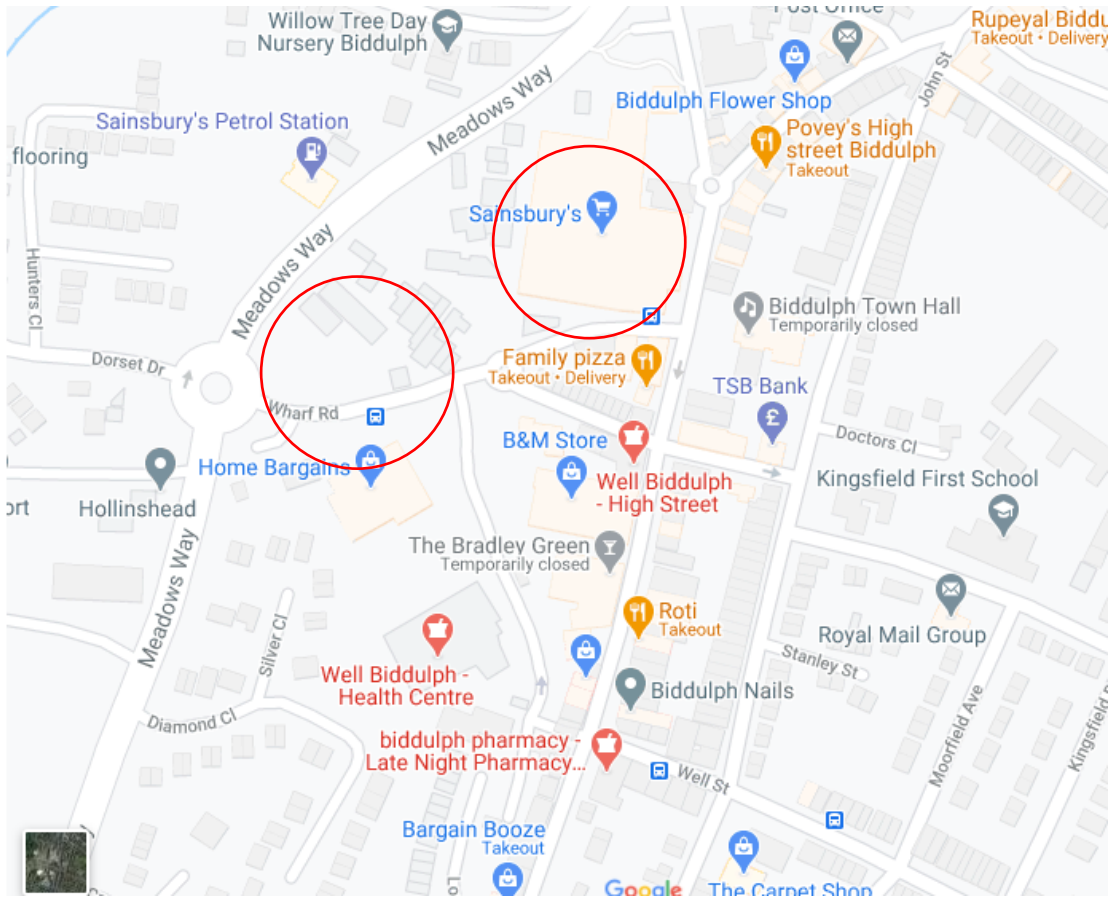 Post Office
Willow Tree Day
Nursery Biddulph
Rupeyal Biddu
Takeout • Delivery
John St
Biddulph Flower Shop
Meadows Way
Sainsbury's Petrol Station
Povey's High
street Biddulph
Takeout
flooring
Sainsbury's
Hunters Cl
Meadows Way
Biddulph Town Hall
Temporarily closed
Dorset Dr
Family pizza
Takeout • Delivery
TSB Bank
£
Wharf Rd
Doctors Cl
B&M Store
Home Bargains
Well Biddulph
- High Street
Kingsfield First School
ort
Hollinshead
The Bradley Green
Temporarily closed
Meadows Way
Roti
Takeout
Royal Mail Group
Silver Cl
Stanley St
Well Biddulph -
Health Centre
Biddulph Nails
Diamond Cl
Moorfield Ave
Kingsfield
biddulph pharmacy -
Late Night Pharmacy...
Well St
Bargain Booze
Takeout
Lo
Google
The Carpet Shop